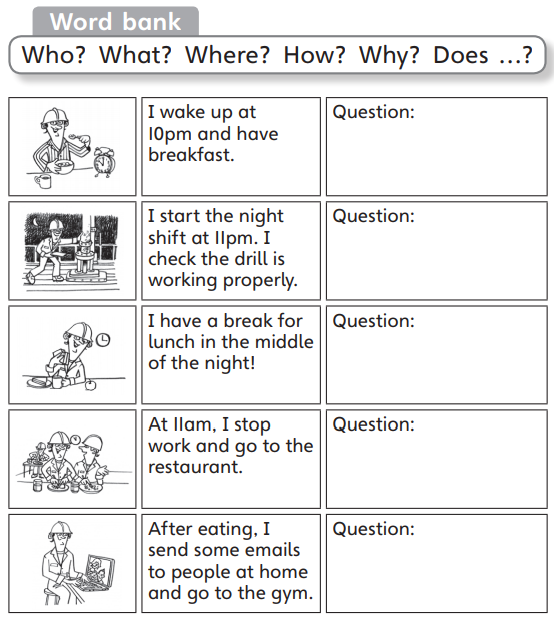 Word bank
Who? What? Where? How? Why? Does ...?
I wake up at
10pm and have
breakfast.
Question:
I start the night
shift at 11pm. I
check the drill is
working properly.
Question:
I have a break for
lunch in the middle
of the night!
Question:
At 11am, I stop
work and go to the
restaurant.
Question:
After eating, I
send some emails
to people at home
and go to the gym.
Question: